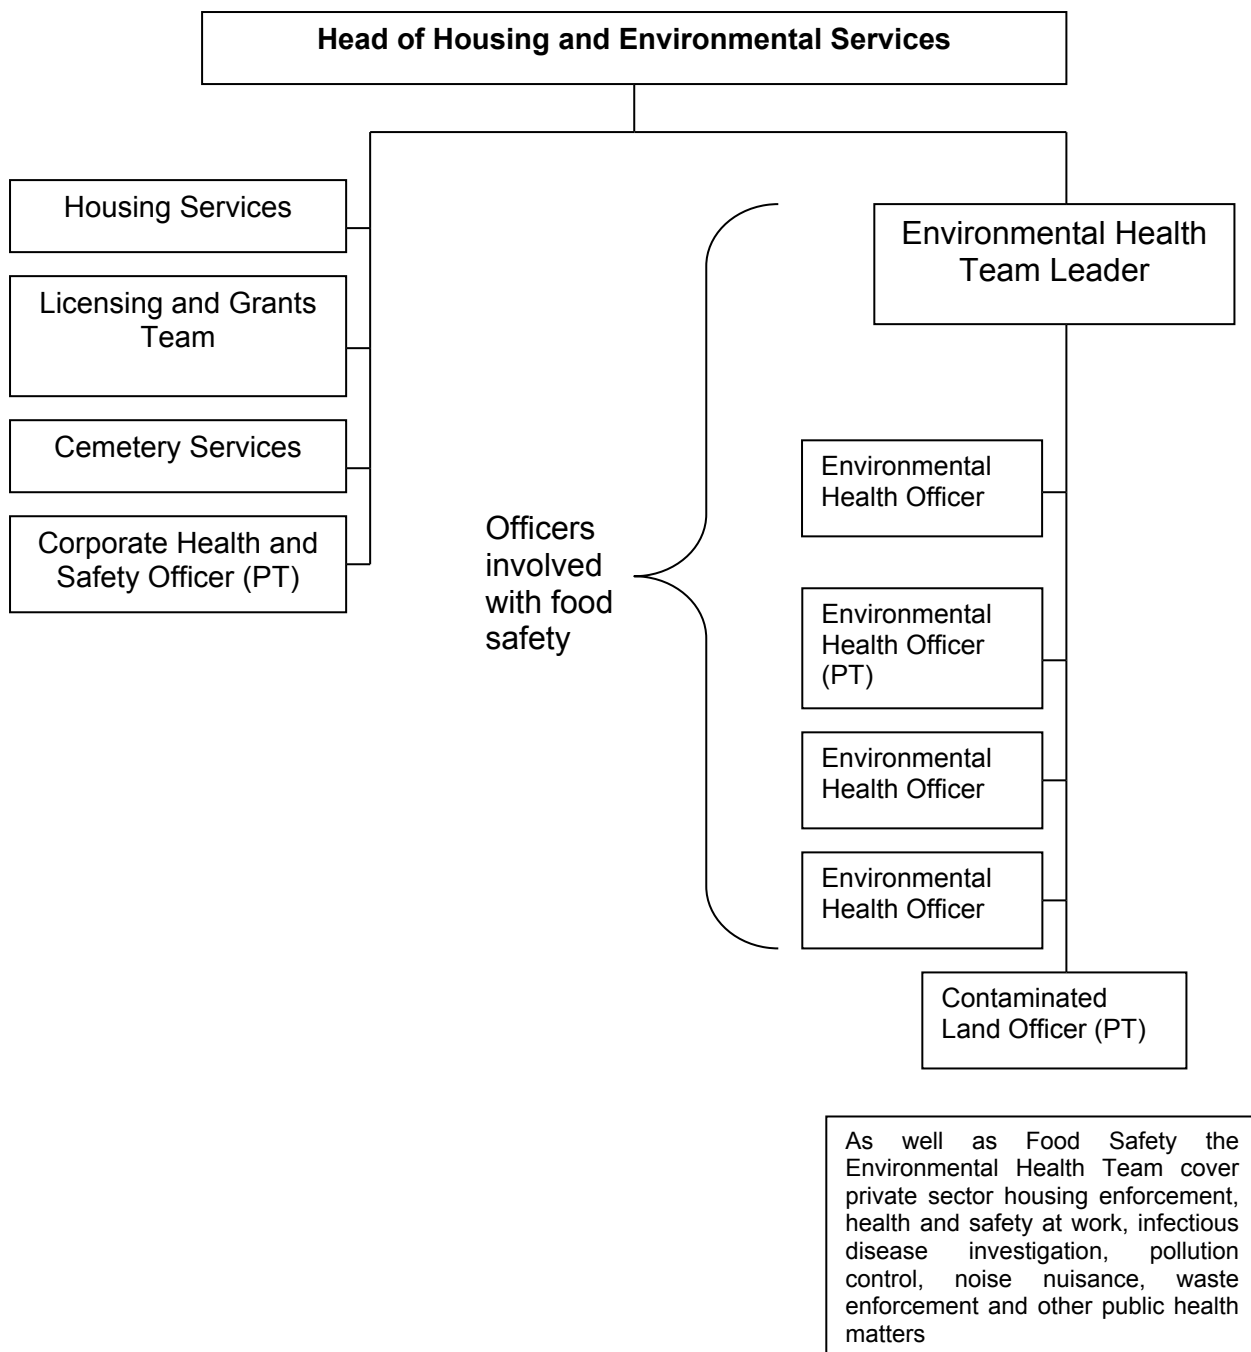 Head of Housing and Environmental Services
Housing Services
Licensing and Grants
Team
Cemetery Services
Corporate Health and
Safety Officer (PT)
Officers
involved
with food
safety
Environmental Health
Team Leader
Environmental
Health Officer
Environmental
Health Officer
(PT)
Environmental
Health Officer
Environmental
Health Officer
Contaminated
Land Officer (PT)
As well as Food Safety the
Environmental Health Team cover
private sector housing enforcement,
health and safety at work, infectious
disease investigation, pollution
control, noise nuisance, waste
enforcement and other public health
matters